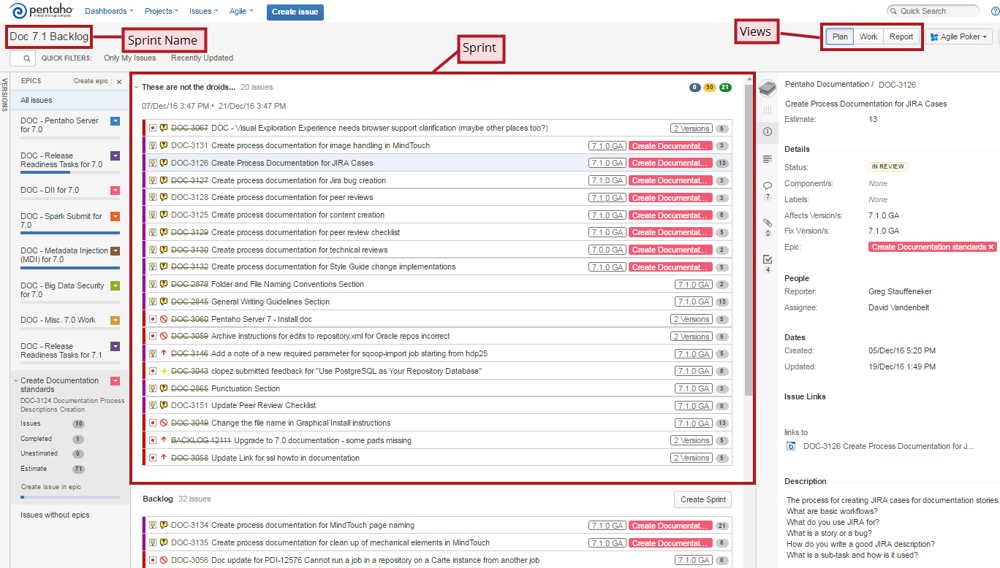 pentaho
A Hitachi Group Company
Dashboards Projects Issues Agile Create issue Quick Search
Doc 7.1 Backlog Sprint Name Sprint Views Plan Work Report Agile Poker
QUICK FILTERS: Only My Issues Recently Updated
VERSIONS
EPICS Create epic
All issues
DOC - Pentaho Server
for 7.0
DOC - Release
Readiness Tasks for 7.0
DOC - DII for 7.0
DOC - Spark Submit for
7.0
DOC - Metadata Injection
(MDI) for 7.0
DOC - Big Data Security
for 7.0
DOC - Misc. 7.0 Work
DOC - Release
Readiness Tasks for 7.1
Create Documentation
standards
DOC-3124 Documentation Process
Descriptions Creation
Issues 10
Completed 1
Unestimated 0
Estimate 71
Create issue in epic
Issues without epics
These are not the droids... 20 issues 0 90 21
07/Dec/16 3:47 PM • 21/Dec/16 3:47 PM
DOC-3067 DOC - Visual Exploration Experience needs browser support clarification (maybe other places too?) 2 Versions 5
DOC-3131 Create process documentation for image handling in MindTouch 7.1.0 GA Create Documentat... 3
DOC-3126 Create Process Documentation for JIRA Cases 7.1.0 GA Create Documentat... 13
DOC-3127 Create process documentation for Jira bug creation 7.1.0 GA Create Documentat... 3
DOC-3128 Create process documentation for peer reviews 7.1.0 GA Create Documentat... 3
DOC-3125 Create process documentation for content creation 7.1.0 GA Create Documentat... 8
DOC-3129 Create process documentation for peer review checklist 7.1.0 GA Create Documentat... 5
DOC-3130 Create process documentation for technical reviews 7.0.0 GA Create Documentat... 2
DOC-3132 Create process documentation for Style Guide change implementations 7.1.0 GA Create Documentat... 5
DOC-2878 Folder and File Naming Conventions Section 7.1.0 GA 2
DOC-2845 General Writing Guidelines Section 7.1.0 GA 13
DOC-3060 Pentaho Server 7 - Install doc 2 Versions 5
DOC-3059 Archive instructions for edits to repository.xml for Oracle repos incorrect 2 Versions 5
DOC-3146 Add a note of a new required parameter for sqoop-import job starting from hdp25 7.1.0 GA 5
DOC-3043 clopez submitted feedback for "Use PostgreSQL as Your Repository Database" 7.1.0 GA 8
DOC-2865 Punctuation Section 7.1.0 GA 3
DOC-3151 Update Peer Review Checklist 7.1.0 GA 0
DOC-3049 Change the file name in Graphical Install instructions 7.1.0 GA 13
BACKLOG-12111 Upgrade to 7.0 documentation - some parts missing 2 Versions 5
DOC-3058 Update Link for ssl howto in documentation 2 Versions 5
Backlog 32 issues Create Sprint
DOC-3134 Create process documentation for MindTouch page naming 7.1.0 GA Create Documentat... 21
DOC-3135 Create process documentation for clean up of mechanical elements in MindTouch 7.1.0 GA Create Documentat... 8
DOC-3056 Doc update for PDI-12576 Cannot run a job in a repository on a Carte instance from another job 7.1.0 GA 0
7
0
4
Pentaho Documentation / DOC-3126
Create Process Documentation for JIRA Cases
Estimate: 13
Details
Status: IN REVIEW
Component/s: None
Labels: None
Affects Version/s: 7.1.0 GA
Fix Version/s: 7.1.0 GA
Epic: Create Documentation standards
People
Reporter: Greg Stauffeneker
Assignee: David Vandenbelt
Dates
Created: 05/Dec/16 5:20 PM
Updated: 19/Dec/16 1:49 PM
Issue Links
links to
DOC-3126 Create Process Documentation for J...
Description
The process for creating JIRA cases for documentation stories.
What are basic workflows?
What do you use JIRA for?
What is a story or a bug?
How do you write a good JIRA description?
What is a sub-task and how is it used?